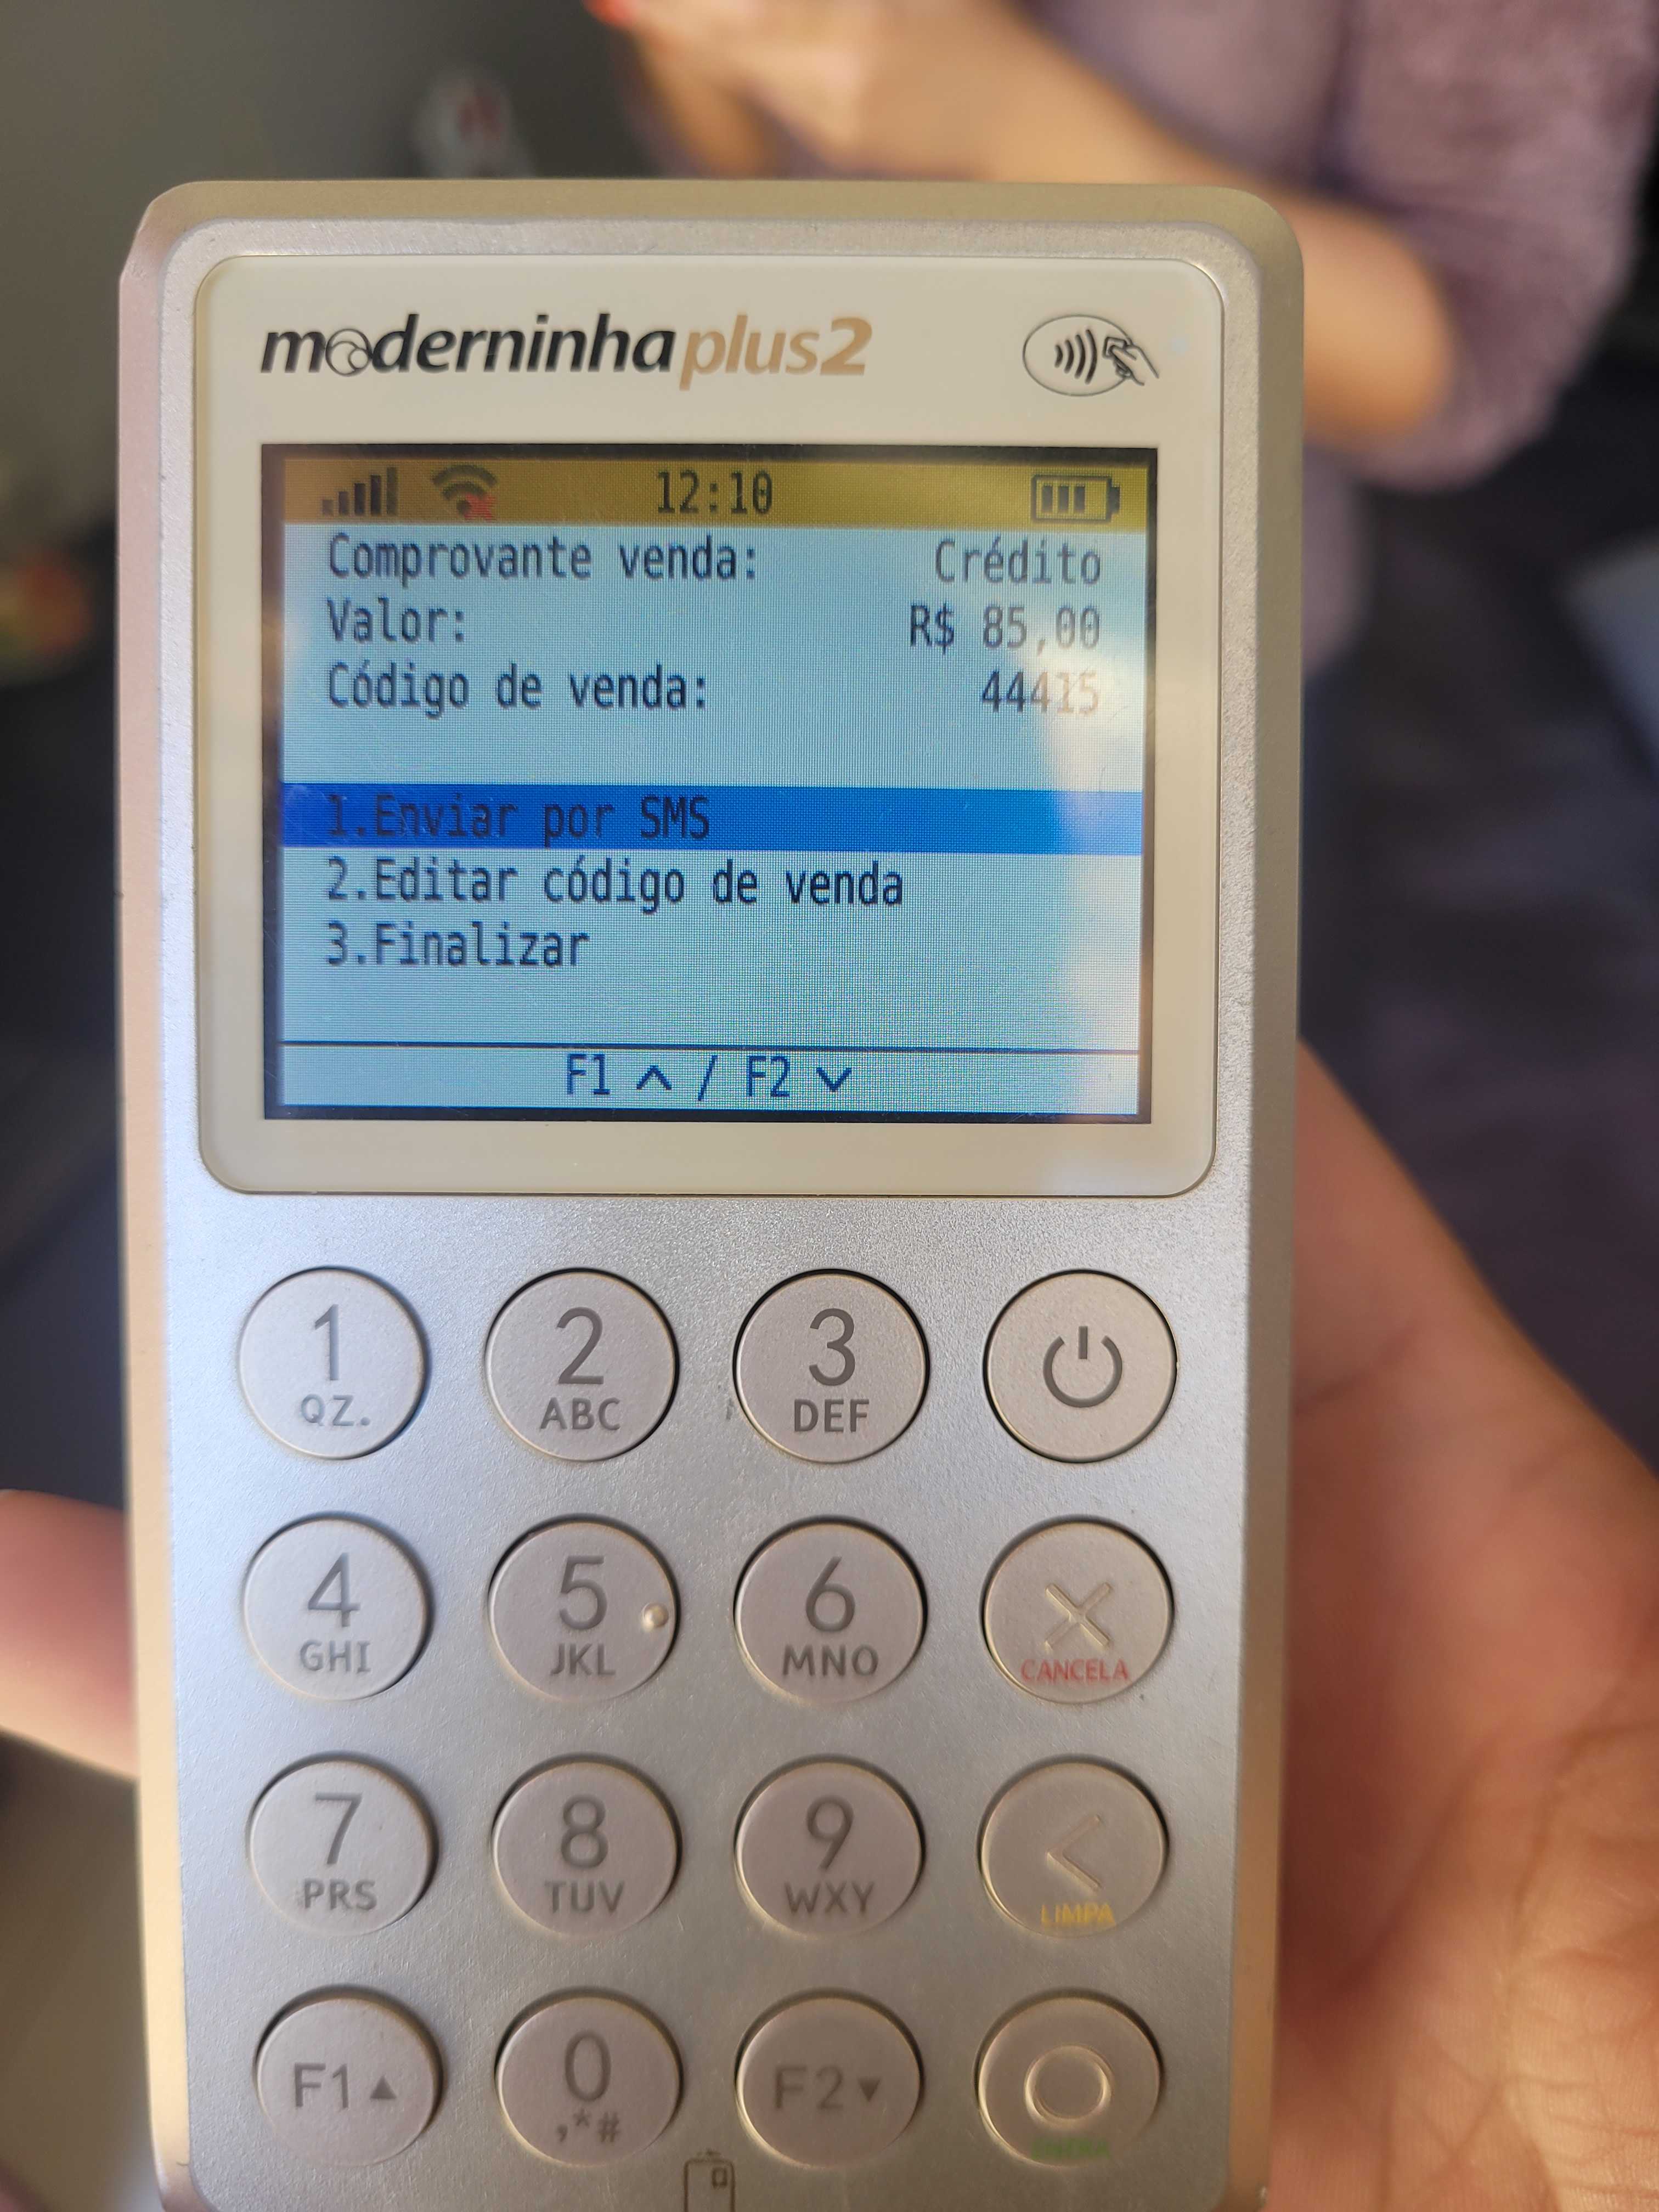 moderninha plus2
12:10
Comprovante venda: Crédito
Valor: R$ 85,00
Código de venda: 44415
1.Enviar por SMS
2.Editar código de venda
3.Finalizar
F1 ^ / F2 v
1 2 3
QZ. ABC DEF
4 5 6
GHI JKL MNO CANCELA
7 8 9
PRS TUV WXY LIMPA
F1▲ 0 F2▼
,*# ENTRA